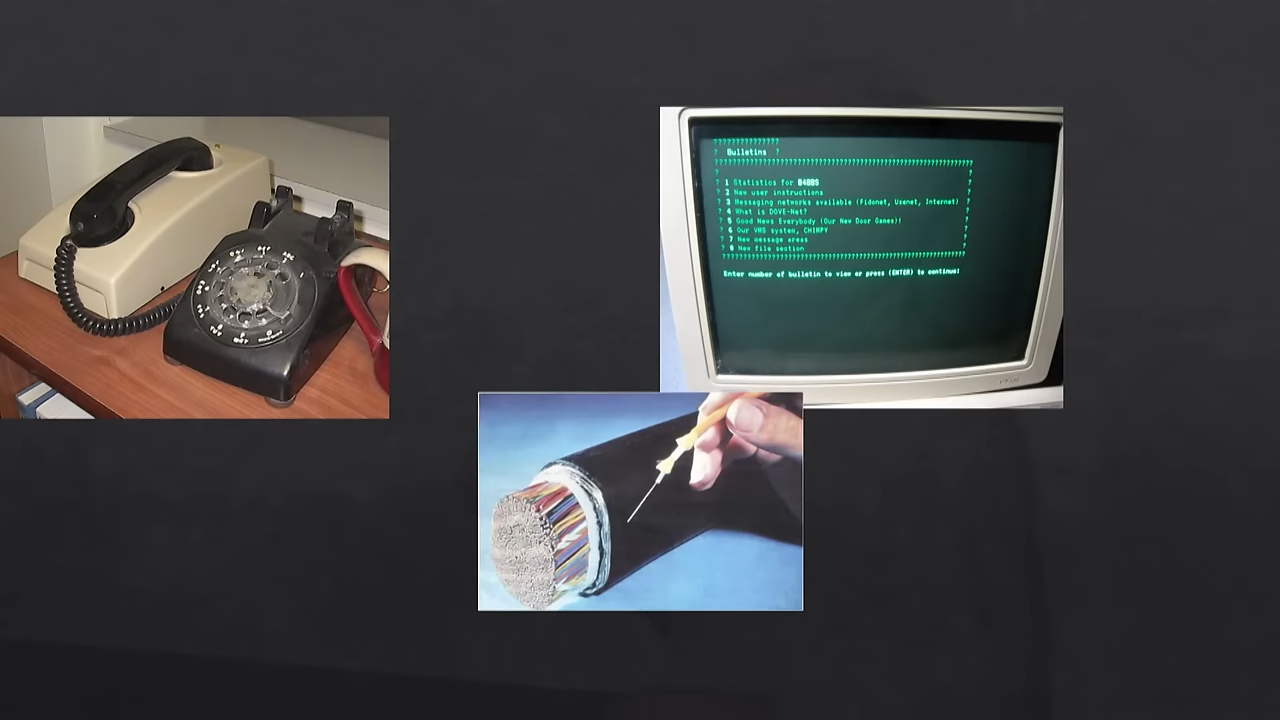 ? Bulletins ?
? 1 Statistics for B4BBS
? 2 New user instructions
? 3 Messaging networks available (Fidonet, Usenet, Internet)
? 4 What is DOVE-Net?
? 5 Good News Everybody (Our New Door Games)!
? 6 Our VMS system, CHIMPY
? 7 New message areas
? 8 New file section
Enter number of bulletin to view or press (ENTER) to continue: